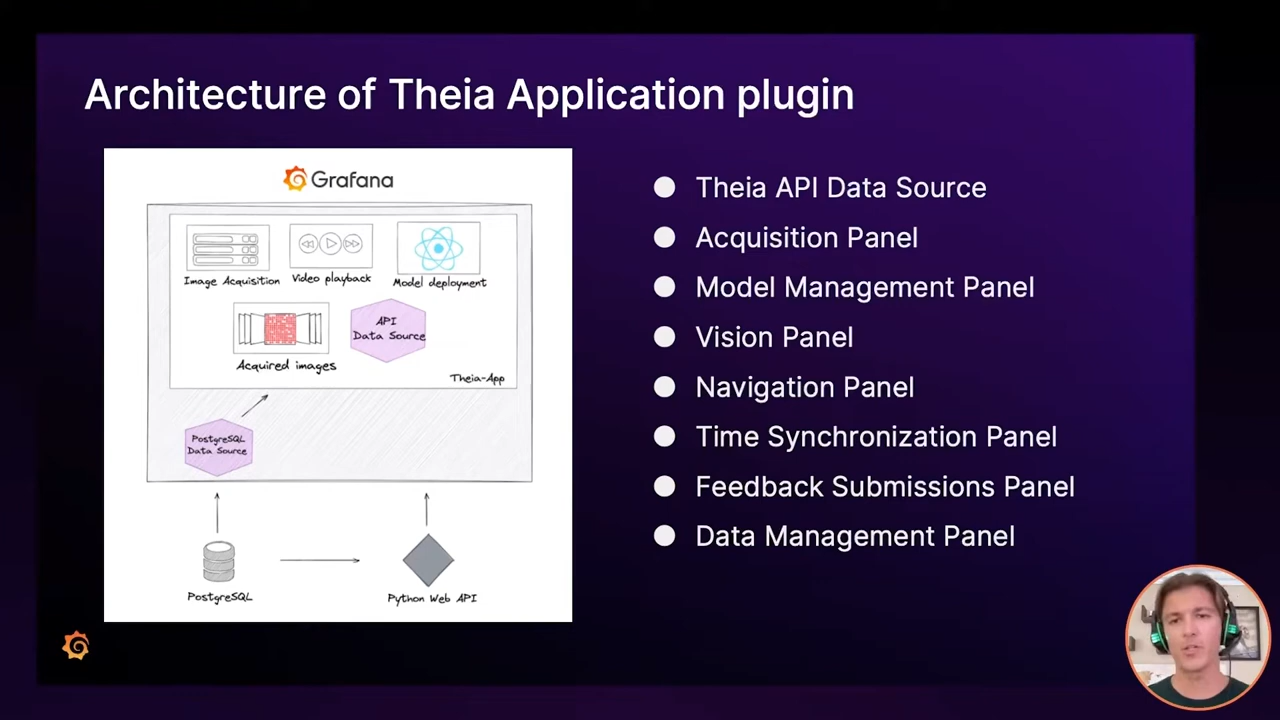 Architecture of Theia Application plugin
Grafana
Image Acquisition
Video playback
Model deployment
Acquired images
API
Data Source
Theia-App
PostgreSQL
Data Source
PostgreSQL
Python Web API
Theia API Data Source
Acquisition Panel
Model Management Panel
Vision Panel
Navigation Panel
Time Synchronization Panel
Feedback Submissions Panel
Data Management Panel